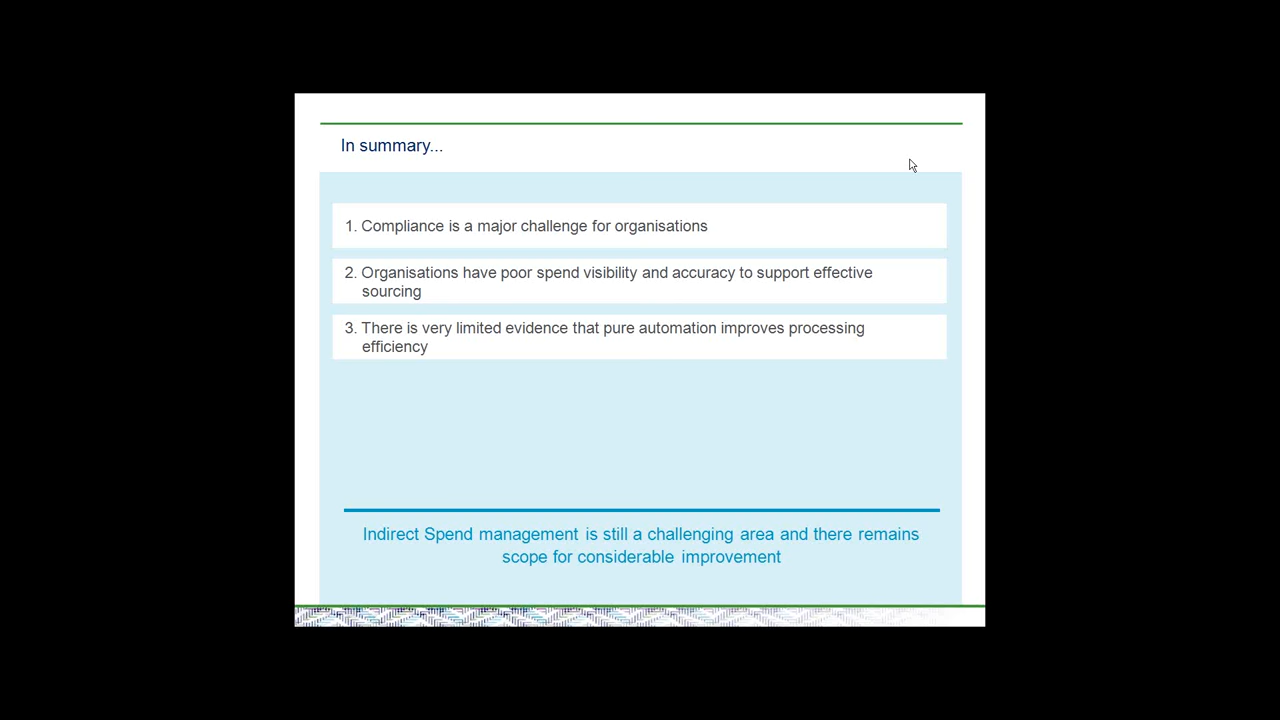 In summary...
1. Compliance is a major challenge for organisations
2. Organisations have poor spend visibility and accuracy to support effective
sourcing
3. There is very limited evidence that pure automation improves processing
efficiency
Indirect Spend management is still a challenging area and there remains
scope for considerable improvement